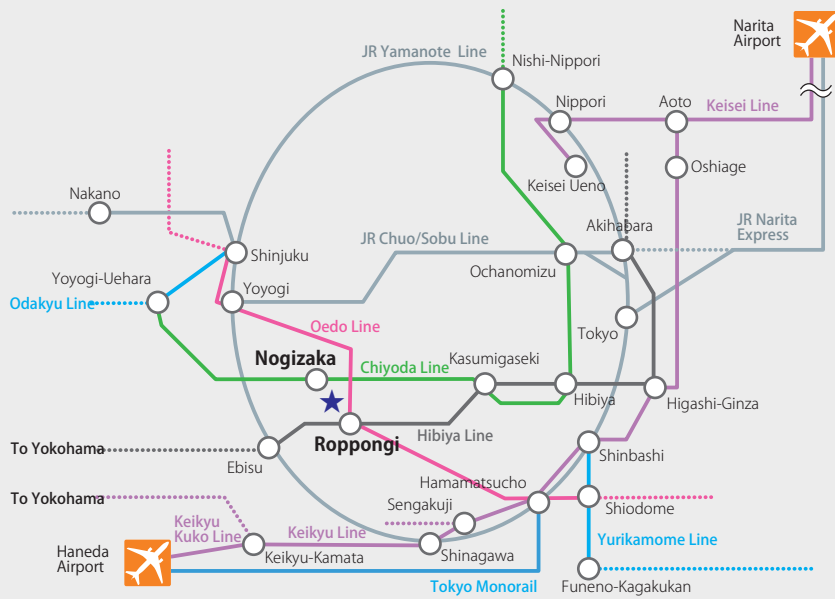 Narita
Airport
JR Yamanote Line
Nishi-Nippori
Nippori
Aoto
Keisei Line
Keisei Ueno
Oshiage
Nakano
Akihabara
JR Narita
Express
JR Chuo/Sobu Line
Shinjuku
Ochanomizu
Yoyogi-Uehara
Yoyogi
Odakyu Line
Tokyo
Oedo Line
Nogizaka
Chiyoda Line
Kasumigaseki
Hibiya
Higashi-Ginza
Roppongi
Hibiya Line
To Yokohama
Ebisu
Shinbashi
Hamamatsucho
To Yokohama
Sengakuji
Shiodome
Keikyu
Kuko Line
Keikyu Line
Yurikamome Line
Haneda
Airport
Keikyu-Kamata
Shinagawa
Tokyo Monorail
Funeno-Kagakukan